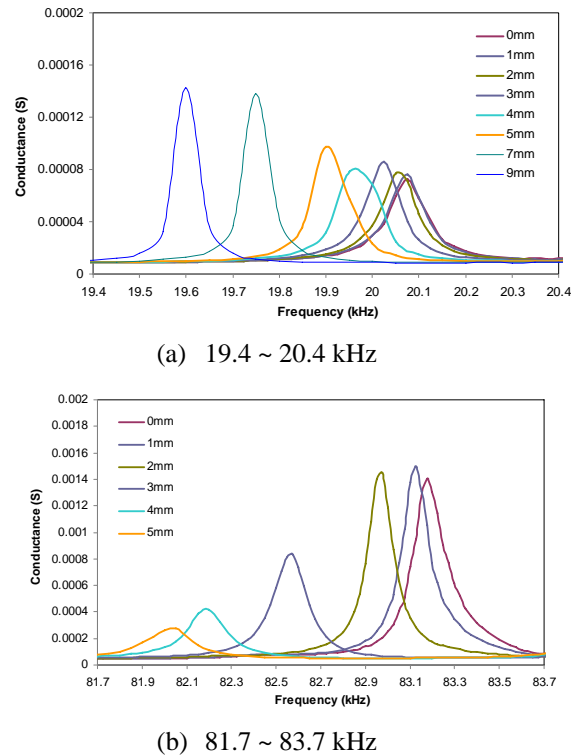 0.0002
0.00016
0.00012
0.00008
0.00004
0
Conductance (S)
0mm
1mm
2mm
3mm
4mm
5mm
7mm
9mm
19.4 19.5 19.6 19.7 19.8 19.9 20 20.1 20.2 20.3 20.4
Frequency (kHz)
(a) 19.4 ~ 20.4 kHz
0.002
0.0018
0.0016
0.0014
0.0012
0.001
0.0008
0.0006
0.0004
0.0002
0
Conductance (S)
0mm
1mm
2mm
3mm
4mm
5mm
81.7 81.9 82.1 82.3 82.5 82.7 82.9 83.1 83.3 83.5 83.7
Frequency (kHz)
(b) 81.7 ~ 83.7 kHz